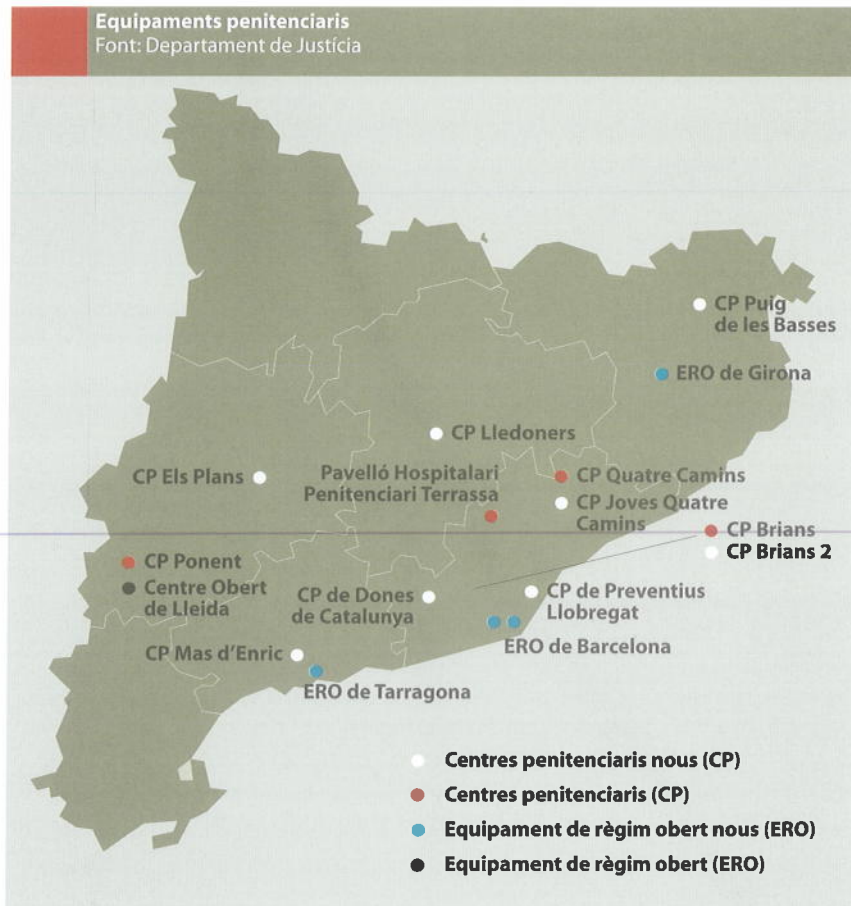 Equipaments penitenciaris
Font: Departament de Justícia
CP Puig
de les Basses
ERO de Girona
CP Lledoners
CP Els Plans
Pavelló Hospitalari
Penitenciari Terrassa
CP Quatre Camins
CP Joves Quatre
Camins
CP Brians
CP Brians 2
CP Ponent
Centre Obert
de Lleida
CP de Dones
de Catalunya
CP de Preventius
Llobregat
ERO de Barcelona
CP Mas d'Enric
ERO de Tarragona
Centres penitenciaris nous (CP)
Centres penitenciaris (CP)
Equipament de règim obert nous (ERO)
Equipament de règim obert (ERO)